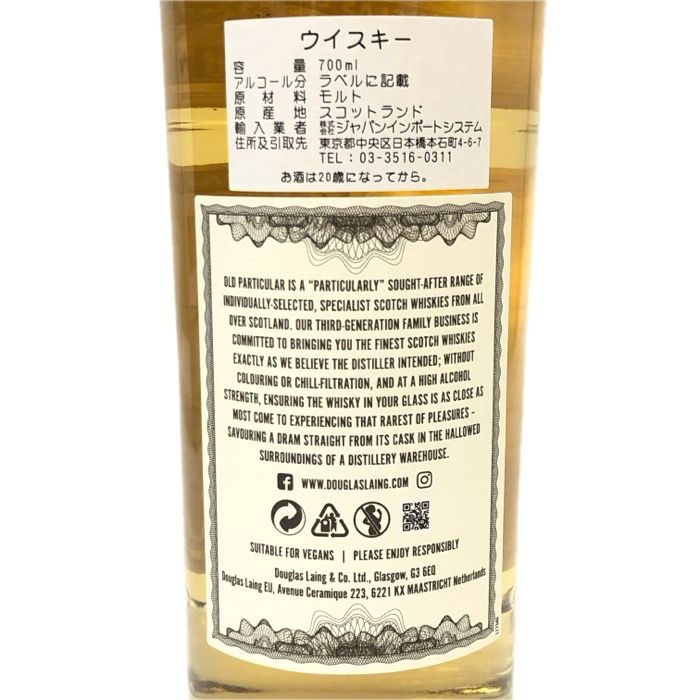 ウイスキー
容量 700ml
アルコール分 ラベルに記載
原材料 モルト
原産地 スコットランド
輸入業者 株式会社ジャパンインポートシステム
住所及引取先 東京都中央区日本橋本石町4-6-7
TEL：03-3516-0311
お酒は20歳になってから。
OLD PARTICULAR IS A “PARTICULARLY” SOUGHT-AFTER RANGE OF
INDIVIDUALLY-SELECTED, SPECIALIST SCOTCH WHISKIES FROM ALL
OVER SCOTLAND. OUR THIRD-GENERATION FAMILY BUSINESS IS
COMMITTED TO BRINGING YOU THE FINEST SCOTCH WHISKIES
EXACTLY AS WE BELIEVE THE DISTILLER INTENDED; WITHOUT
COLOURING OR CHILL-FILTRATION, AND AT A HIGH ALCOHOL
STRENGTH, ENSURING THE WHISKY IN YOUR GLASS IS AS CLOSE AS
MOST COME TO EXPERIENCING THAT RAREST OF PLEASURES -
SAVOURING A DRAM STRAIGHT FROM ITS CASK IN THE HALLOWED
SURROUNDINGS OF A DISTILLERY WAREHOUSE.
WWW.DOUGLASLAING.COM
SUITABLE FOR VEGANS | PLEASE ENJOY RESPONSIBLY
Douglas Laing & Co. Ltd., Glasgow, G3 6EQ
Douglas Laing EU, Avenue Ceramique 223, 6221 KX MAASTRICHT Netherlands